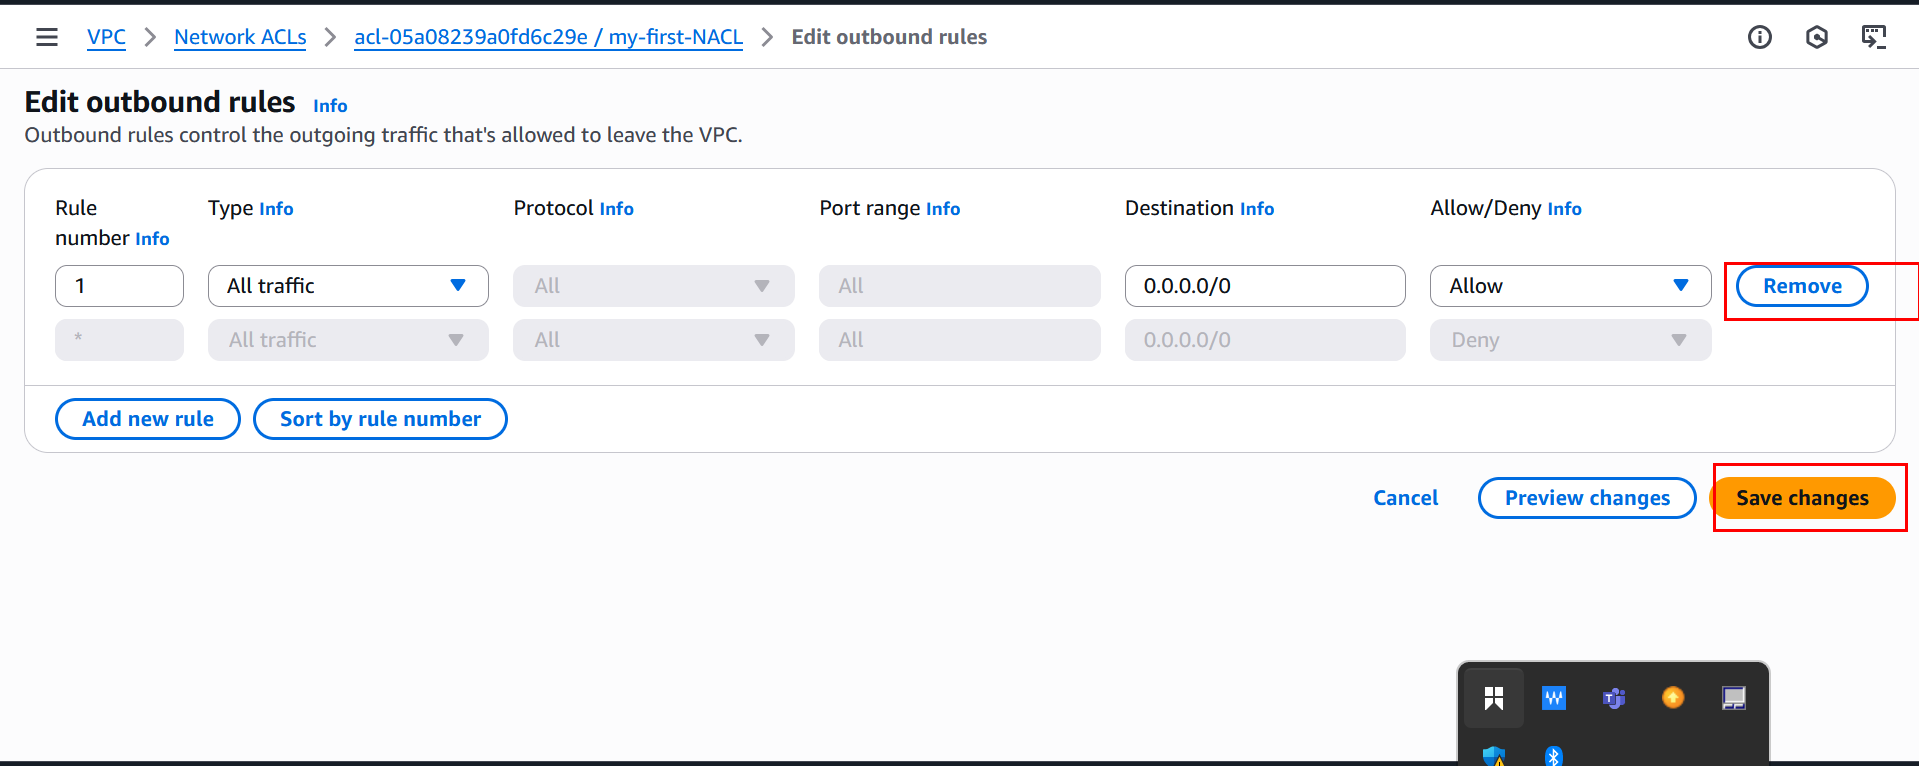 VPC > Network ACLs > acl-05a08239a0fd6c29e / my-first-NACL > Edit outbound rules
Edit outbound rules Info
Outbound rules control the outgoing traffic that's allowed to leave the VPC.
Rule number Info Type Info Protocol Info Port range Info Destination Info Allow/Deny Info
1 All traffic All All 0.0.0.0/0 Allow Remove
* All traffic All All 0.0.0.0/0 Deny
Add new rule Sort by rule number
Cancel Preview changes Save changes